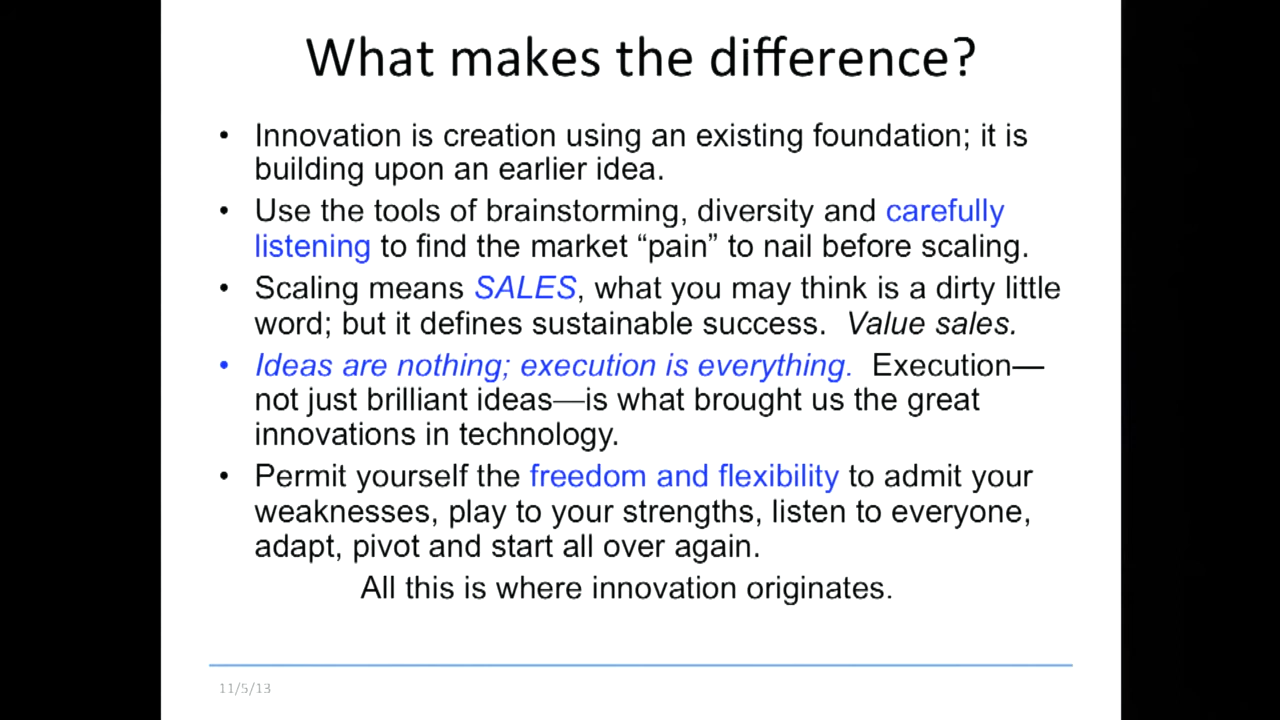 What makes the difference?
• Innovation is creation using an existing foundation; it is
building upon an earlier idea.
• Use the tools of brainstorming, diversity and carefully
listening to find the market “pain” to nail before scaling.
• Scaling means SALES, what you may think is a dirty little
word; but it defines sustainable success.  Value sales.
• Ideas are nothing; execution is everything.  Execution—
not just brilliant ideas—is what brought us the great
innovations in technology.
• Permit yourself the freedom and flexibility to admit your
weaknesses, play to your strengths, listen to everyone,
adapt, pivot and start all over again.
All this is where innovation originates.
11/5/13